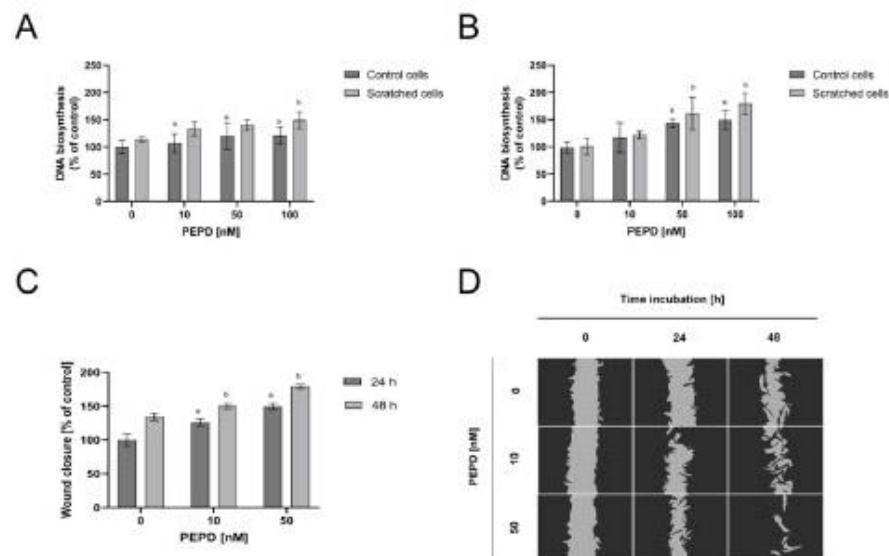 A
250
200
150
100
50
0
DNA biosynthesis
(% of control)
a
a
b
b
0
10
50
100
PEPD [nM]
Control cells
Scratched cells
B
250
200
150
100
50
0
DNA biosynthesis
(% of control)
a
b
a
b
0
10
50
100
PEPD [nM]
Control cells
Scratched cells
C
200
150
100
50
0
Wound closure [% of control]
a
b
a
b
0
10
50
PEPD [nM]
24 h
48 h
D
Time incubation [h]
0
24
48
PEPD [nM]
0
10
50